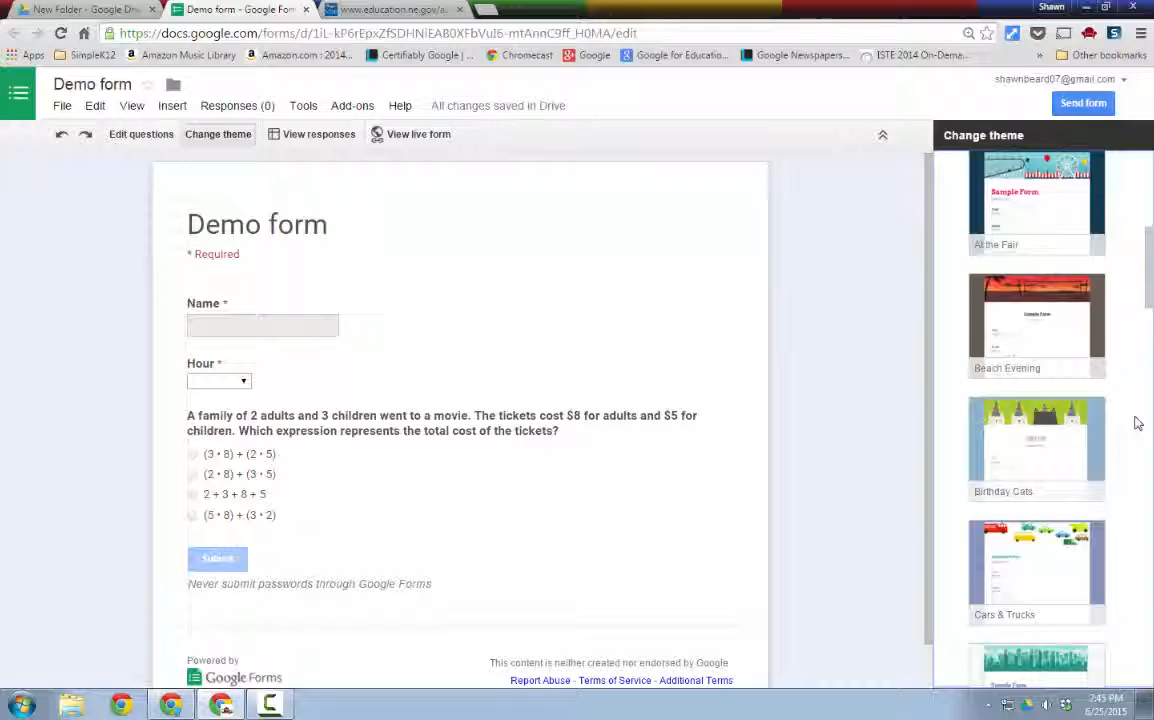 Shawn
New Folder - Google Driv
Demo form - Google For
www.education.ne.gov/a
https://docs.google.com/forms/d/1iL-kP6rEpxZfSDHNiEAB0XFbVuI6-mtAnnC9ff_H0MA/edit
Apps SimpleK12 Amazon Music Library Amazon.com : 2014... Certifiably Google | ... Chromecast Google Google for Educatio... Google Newspapers... ISTE 2014 On-Dema... » Other bookmarks
Demo form
shawnbeard07@gmail.com
File Edit View Insert Responses (0) Tools Add-ons Help All changes saved in Drive
Send form
Edit questions Change theme View responses View live form
Change theme
Sample Form
At the Fair
Sample Form
Beach Evening
Birthday Cats
Cars & Trucks
Sample Form
Demo form
* Required
Name *
Hour *
A family of 2 adults and 3 children went to a movie. The tickets cost $8 for adults and $5 for
children. Which expression represents the total cost of the tickets?
(3 • 8) + (2 • 5)
(2 • 8) + (3 • 5)
2 + 3 + 8 + 5
(5 • 8) + (3 • 2)
Submit
Never submit passwords through Google Forms
Powered by
Google Forms
This content is neither created nor endorsed by Google
Report Abuse - Terms of Service - Additional Terms
2:45 PM
6/25/2015